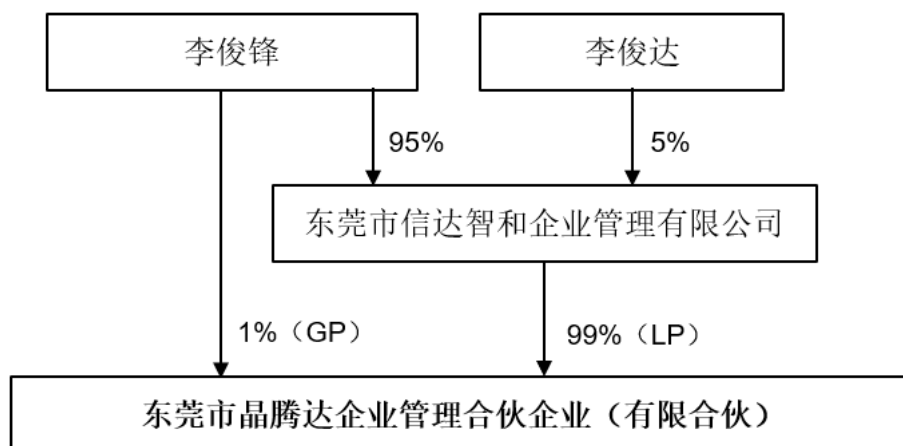 李俊锋
李俊达
95%
5%
东莞市信达智和企业管理有限公司
1%（GP）
99%（LP）
东莞市晶腾达企业管理合伙企业（有限合伙）